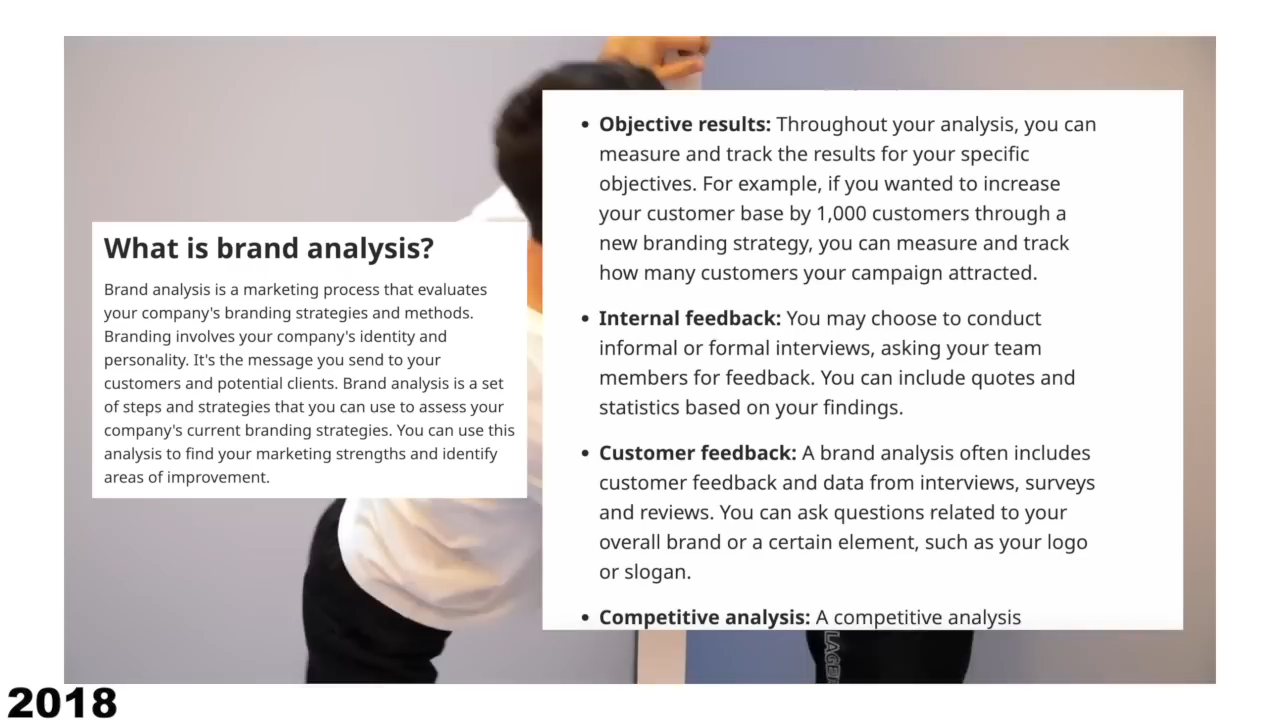 What is brand analysis?
Brand analysis is a marketing process that evaluates
your company's branding strategies and methods.
Branding involves your company's identity and
personality. It's the message you send to your
customers and potential clients. Brand analysis is a set
of steps and strategies that you can use to assess your
company's current branding strategies. You can use this
analysis to find your marketing strengths and identify
areas of improvement.
• Objective results: Throughout your analysis, you can
measure and track the results for your specific
objectives. For example, if you wanted to increase
your customer base by 1,000 customers through a
new branding strategy, you can measure and track
how many customers your campaign attracted.
• Internal feedback: You may choose to conduct
informal or formal interviews, asking your team
members for feedback. You can include quotes and
statistics based on your findings.
• Customer feedback: A brand analysis often includes
customer feedback and data from interviews, surveys
and reviews. You can ask questions related to your
overall brand or a certain element, such as your logo
or slogan.
• Competitive analysis: A competitive analysis
2018